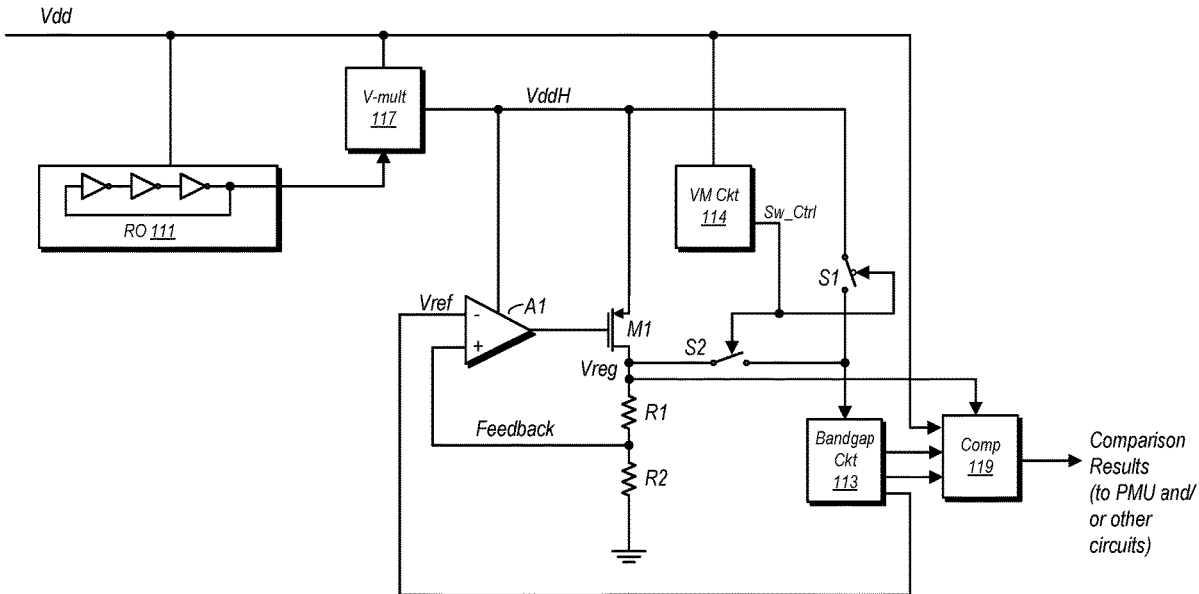 Vdd
V-mult
117
VddH
RO 111
VM Ckt
114
Sw_Ctrl
S1
Vref
A1
-
+
M1
S2
Vreg
R1
Feedback
R2
Bandgap
Ckt
113
Comp
119
Comparison
Results
(to PMU and/
or other
circuits)